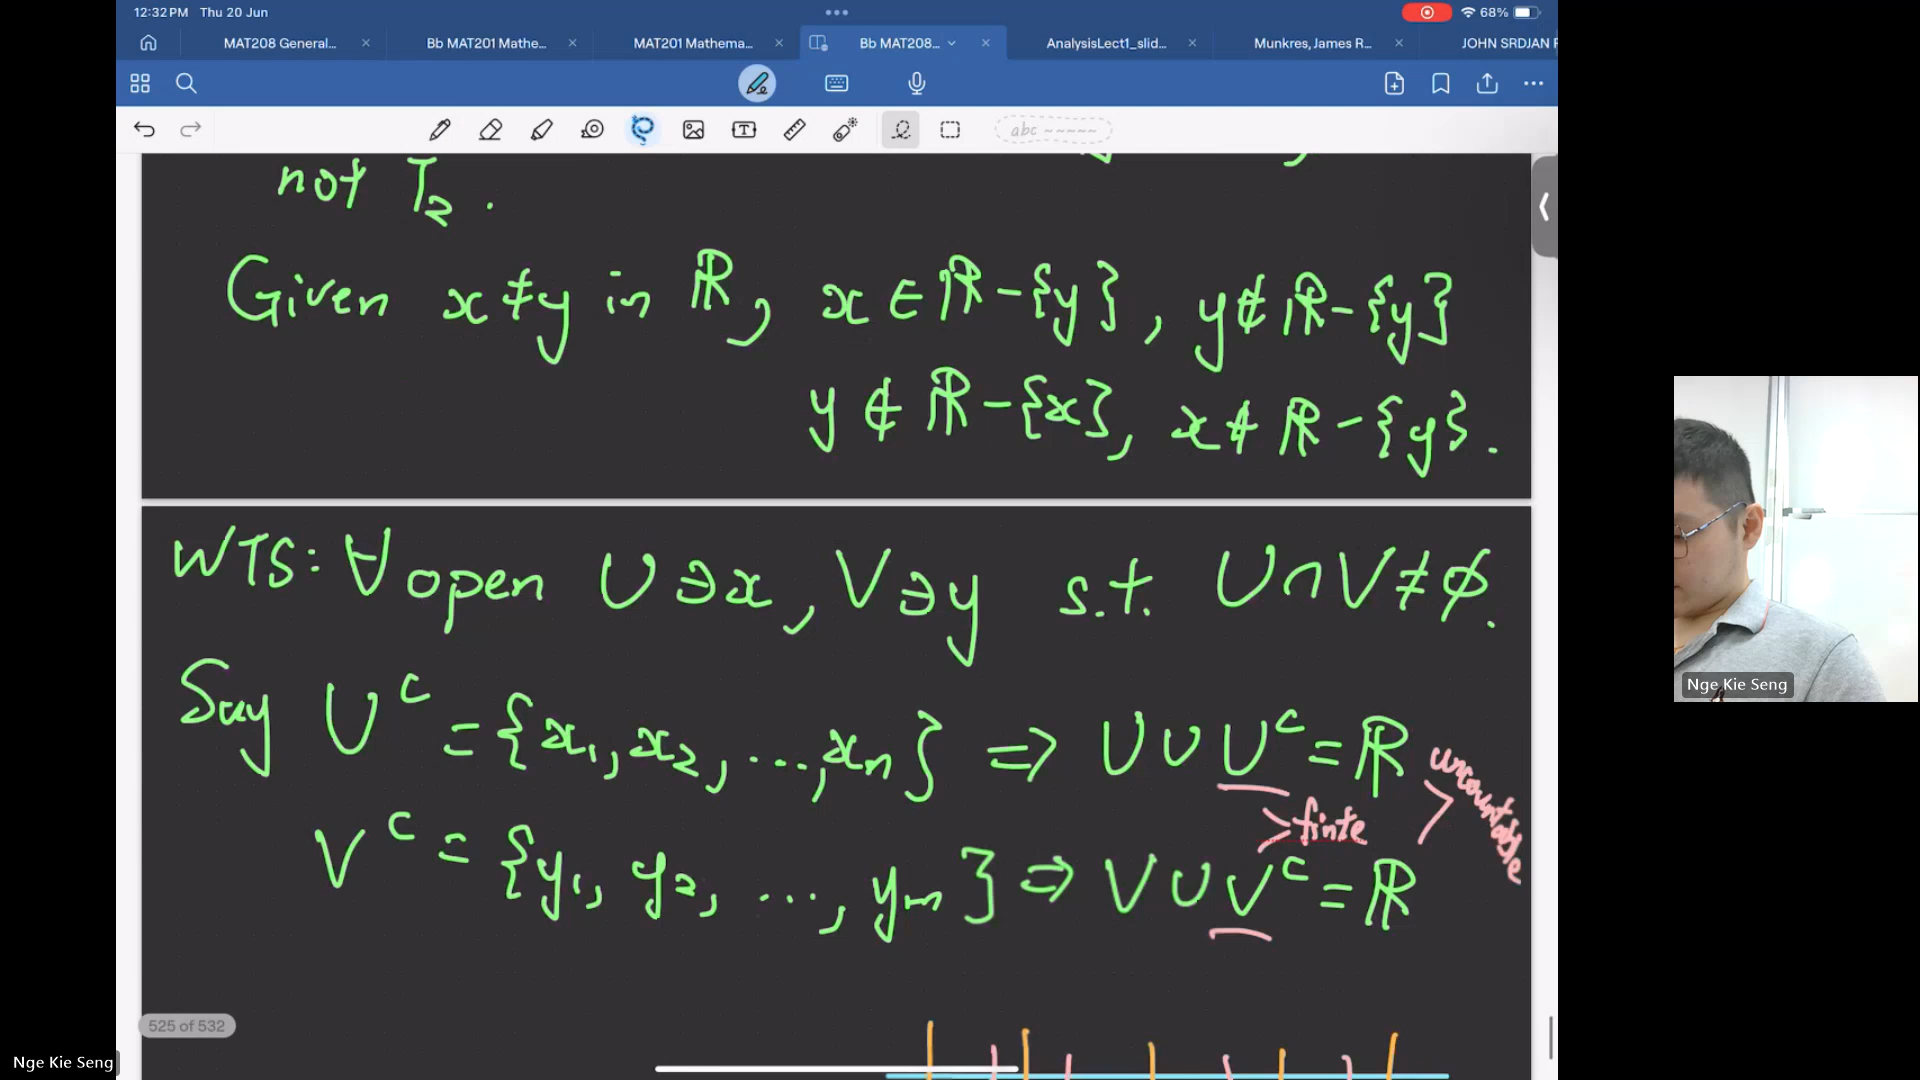 12:32 PM Thu 20 Jun
68%
MAT208 General...
Bb MAT201 Mathe...
MAT201 Mathema...
Bb MAT208...
AnalysisLect1_slid...
Munkres, James R...
JOHN SRDJAN P
abc ~~~~~
not T₂.
Given x≠y in ℝ, x∈ℝ-{y}, y∉ℝ-{y}
y∉ℝ-{x}, x∉ℝ-{y}.
WTS: ∀ open U∋x, V∋y s.t. U∩V≠∅.
Say Uᶜ={x₁,x₂,...,xₙ} ⇒ U∪Uᶜ=ℝ
> finite
> uncountable
Vᶜ={y₁,y₂,...,yₘ} ⇒ V∪Vᶜ=ℝ
525 of 532
Nge Kie Seng
Nge Kie Seng